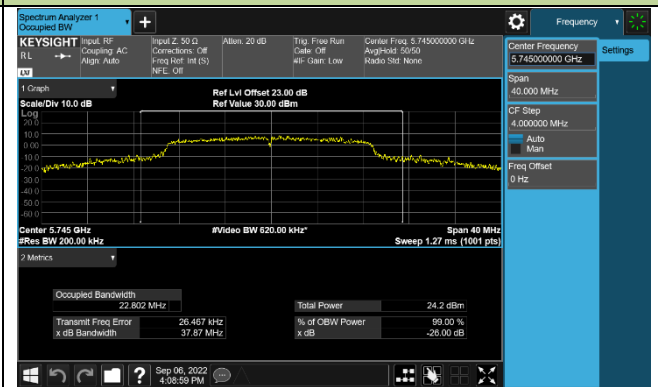 Spectrum Analyzer 1
Occupied BW
Frequency
KEYSIGHT
RL
LXI
Input: RF
Coupling: AC
Align: Auto
Input Z: 50 Ω
Corrections: Off
Freq Ref: Int (S)
NFE: Off
Atten: 20 dB
Trig: Free Run
Gate: Off
#IF Gain: Low
Center Freq: 5.745000000 GHz
Avg|Hold: 50/50
Radio Std: None
Center Frequency
5.745000000 GHz
Settings
Span
40.000 MHz
CF Step
4.000000 MHz
Auto
Man
Freq Offset
0 Hz
1 Graph
Scale/Div 10.0 dB
Ref Lvl Offset 23.00 dB
Ref Value 30.00 dBm
Log
20.0
10.0
0.00
-10.0
-20.0
-30.0
-40.0
-50.0
-60.0
Center 5.745 GHz
#Video BW 620.00 kHz*
Span 40 MHz
#Res BW 200.00 kHz
Sweep 1.27 ms (1001 pts)
2 Metrics
Occupied Bandwidth
22.802 MHz
Total Power 24.2 dBm
Transmit Freq Error 26.467 kHz
% of OBW Power 99.00 %
x dB Bandwidth 37.87 MHz
x dB -26.00 dB
?
Sep 06, 2022
4:08:59 PM